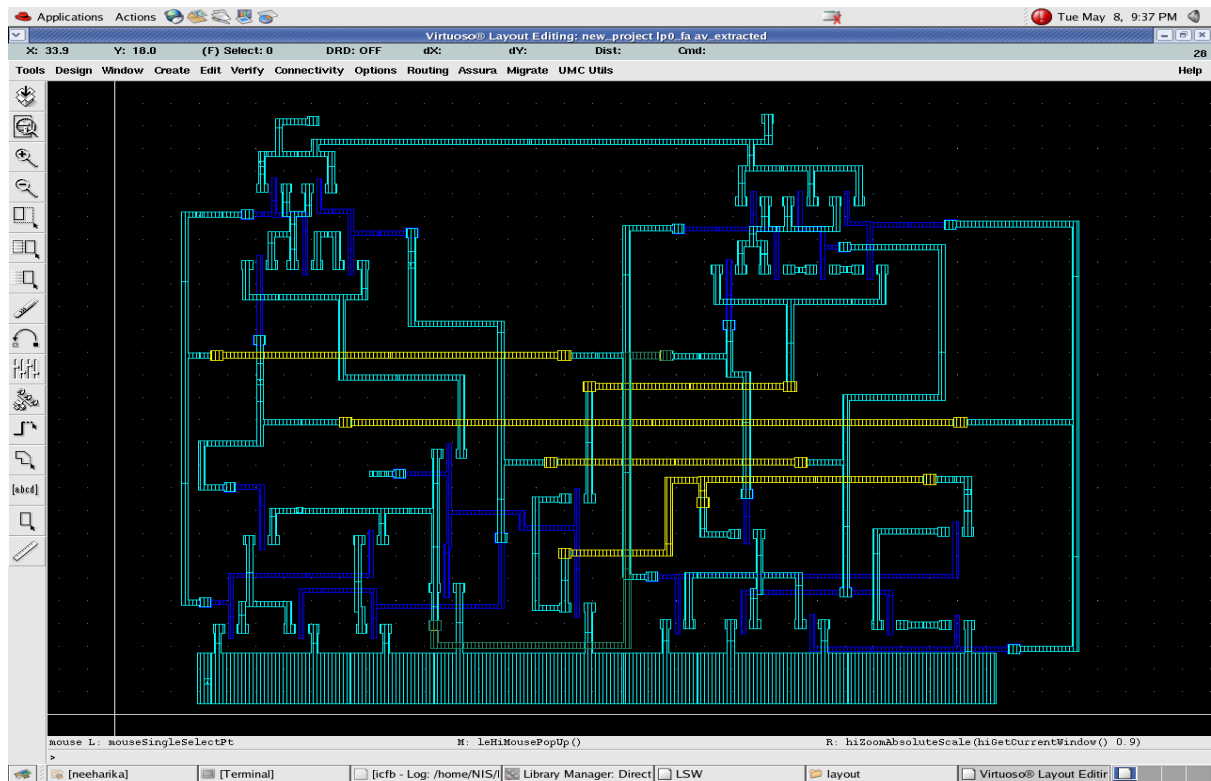 Applications Actions Tue May 8, 9:37 PM
Virtuoso® Layout Editing: new_project lp0_fa av_extracted
X: 33.9 Y: 18.0 (F) Select: 0 DRD: OFF dX: dY: Dist: Cmd:
28
Tools Design Window Create Edit Verify Connectivity Options Routing Assura Migrate UMC Utils Help
[abcd]
mouse L: mouseSingleSelectPt M: leHiMousePopUp() R: hiZoomAbsoluteScale(hiGetCurrentWindow() 0.9)
>
[neeharika] [Terminal] [icfb - Log: /home/NIS/l Library Manager: Direct LSW layout Virtuoso® Layout Editir